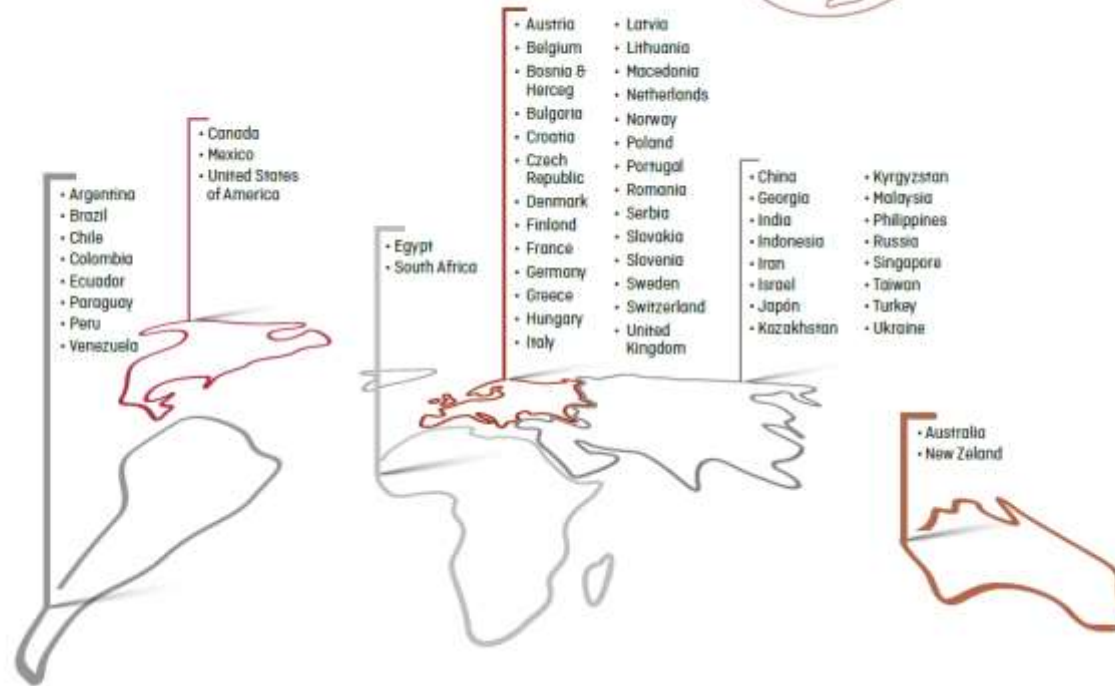 • Argentina
• Brazil
• Chile
• Colombia
• Ecuador
• Paraguay
• Peru
• Venezuela
• Canada
• Mexico
• United States
of America
• Egypt
• South Africa
• Austria
• Belgium
• Bosnia &
Herceg
• Bulgaria
• Croatia
• Czech
Republic
• Denmark
• Finland
• France
• Germany
• Greece
• Hungary
• Italy
• Latvia
• Lithuania
• Macedonia
• Netherlands
• Norway
• Poland
• Portugal
• Romania
• Serbia
• Slovakia
• Slovenia
• Sweden
• Switzerland
• United
Kingdom
• China
• Georgia
• India
• Indonesia
• Iran
• Israel
• Japón
• Kazakhstan
• Kyrgyzstan
• Malaysia
• Philippines
• Russia
• Singapore
• Taiwan
• Turkey
• Ukraine
• Australia
• New Zeland